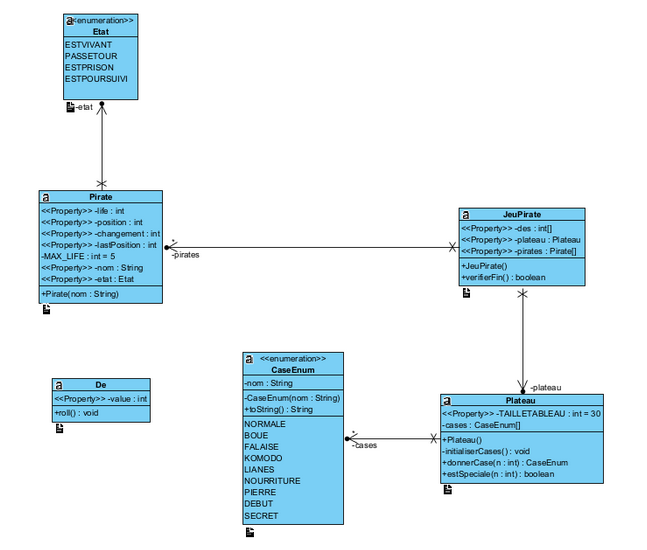 <<enumeration>>
Etat
ESTVIVANT
PASSETOUR
ESTPRISON
ESTPOURSUIVI
-etat
Pirate
<<Property>> -life : int
<<Property>> -position : int
<<Property>> -changement : int
<<Property>> -lastPosition : int
-MAX_LIFE : int = 5
<<Property>> -nom : String
<<Property>> -etat : Etat
+Pirate(nom : String)
*
-pirates
JeuPirate
<<Property>> -des : int[]
<<Property>> -plateau : Plateau
<<Property>> -pirates : Pirate[]
+JeuPirate()
+verifierFin() : boolean
De
<<Property>> -value : int
+roll() : void
<<enumeration>>
CaseEnum
-nom : String
-CaseEnum(nom : String)
+toString() : String
NORMALE
BOUE
FALAISE
KOMODO
LIANES
NOURRITURE
PIERRE
DEBUT
SECRET
*
-cases
-plateau
Plateau
<<Property>> -TAILLETABLEAU : int = 30
-cases : CaseEnum[]
+Plateau()
-initialiserCases() : void
+donnerCase(n : int) : CaseEnum
+estSpeciale(n : int) : boolean